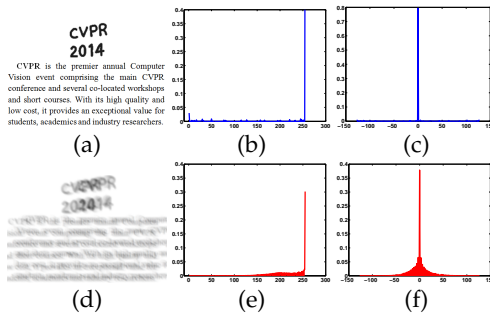 CVPR
2014
CVPR is the premier annual Computer
Vision event comprising the main CVPR
conference and several co-located workshops
and short courses. With its high quality and
low cost, it provides an exceptional value for
students, academics and industry researchers.
(a)
0.4
0.35
0.3
0.25
0.2
0.15
0.1
0.05
0
0 50 100 150 200 250 300
(b)
0.8
0.7
0.6
0.5
0.4
0.3
0.2
0.1
0
−150 −100 −50 0 50 100 150
(c)
(d)
0.4
0.35
0.3
0.25
0.2
0.15
0.1
0.05
0
0 50 100 150 200 250 300
(e)
0.4
0.35
0.3
0.25
0.2
0.15
0.1
0.05
0
−150 −100 −50 0 50 100 150
(f)